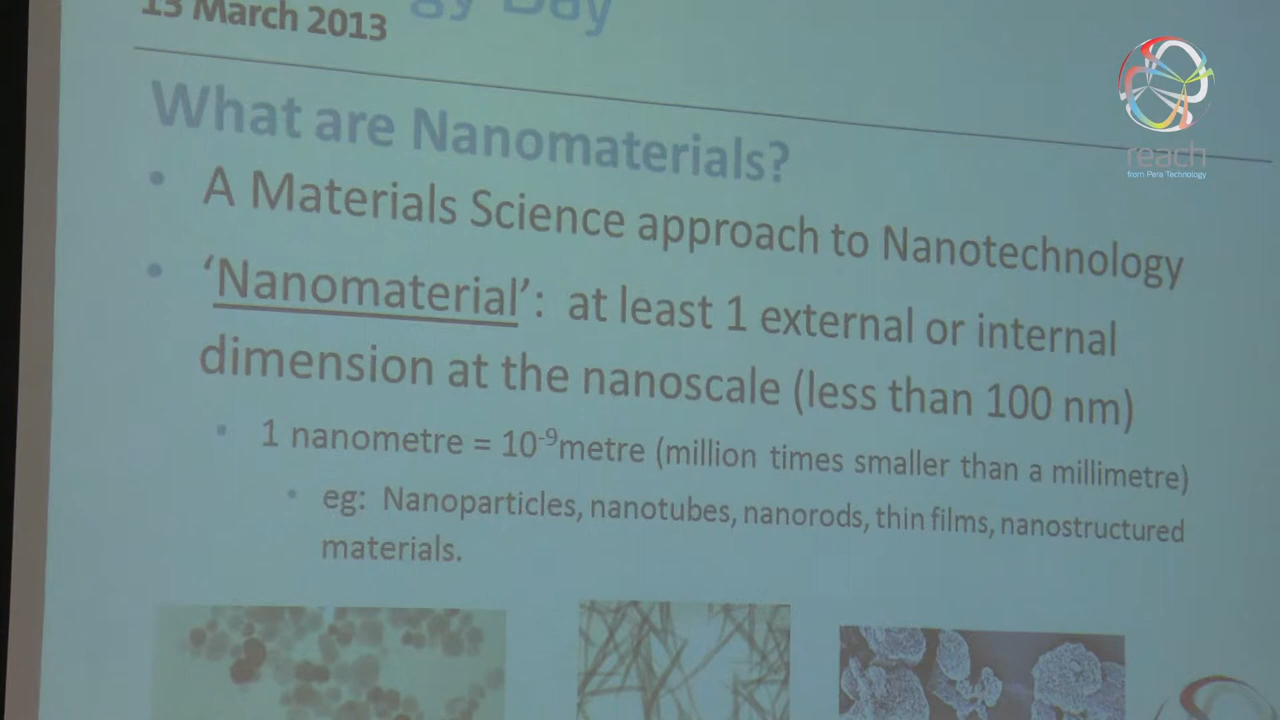 gy Day
13 March 2013
What are Nanomaterials?
• A Materials Science approach to Nanotechnology
• ‘Nanomaterial’: at least 1 external or internal
dimension at the nanoscale (less than 100 nm)
• 1 nanometre = 10⁻⁹metre (million times smaller than a millimetre)
• eg: Nanoparticles, nanotubes, nanorods, thin films, nanostructured
materials.
reach
from Pera Technology